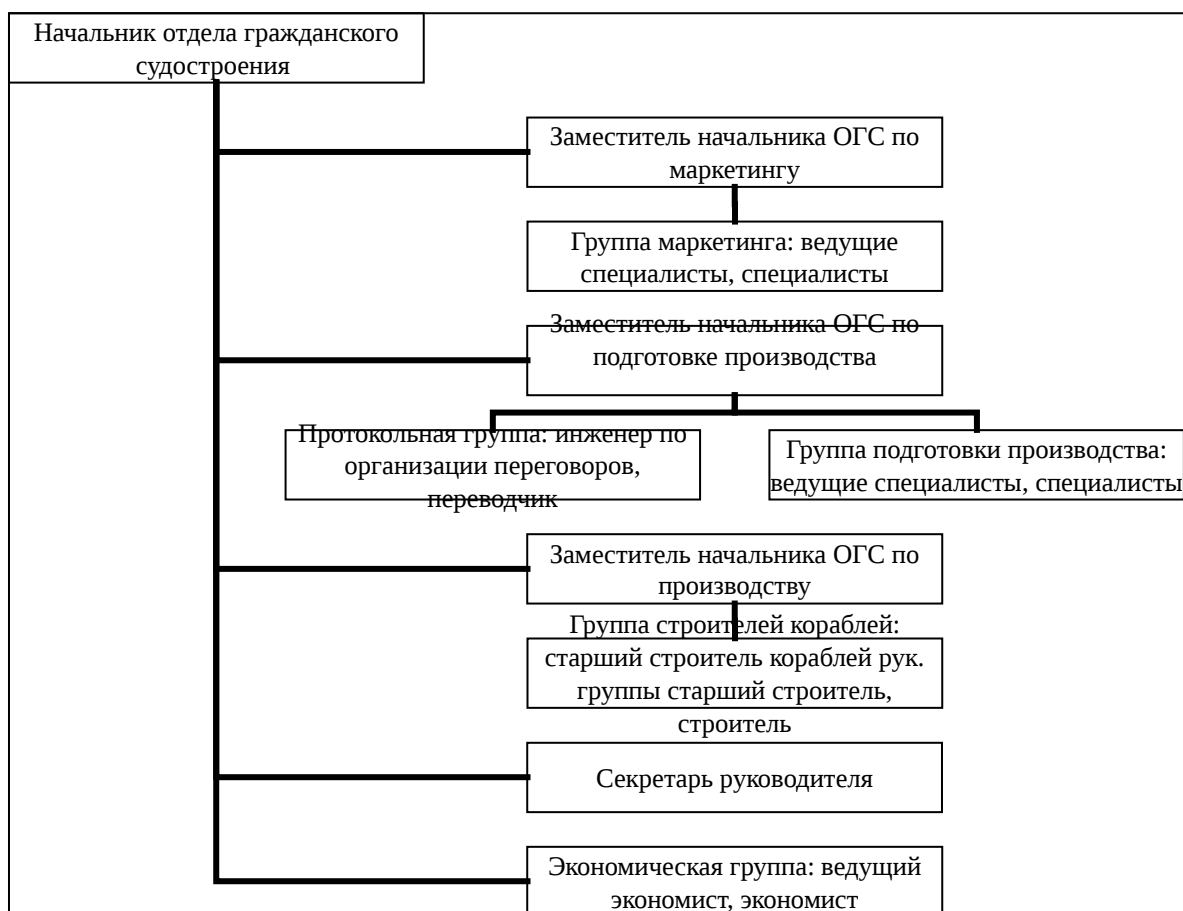 Начальник отдела гражданского
судостроения
Заместитель начальника ОГС по
маркетингу
Группа маркетинга: ведущие
специалисты, специалисты
Заместитель начальника ОГС по
подготовке производства
Протокольная группа: инженер по
организации переговоров,
переводчик
Группа подготовки производства:
ведущие специалисты, специалисты
Заместитель начальника ОГС по
производству
Группа строителей кораблей:
старший строитель кораблей рук.
группы старший строитель,
строитель
Секретарь руководителя
Экономическая группа: ведущий
экономист, экономист